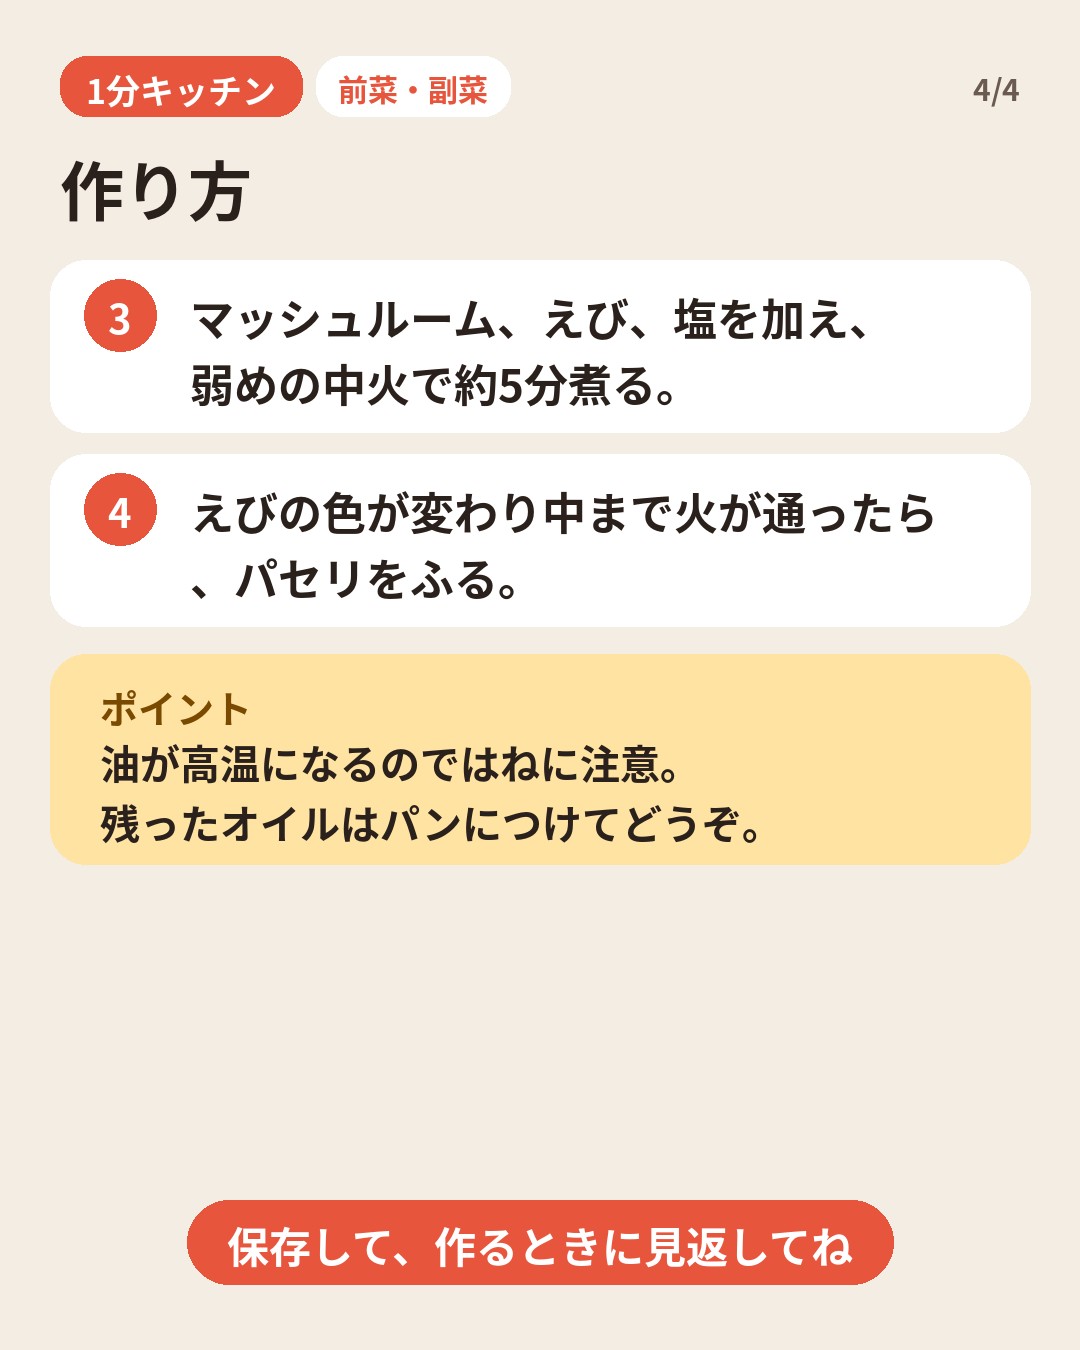 1分キッチン
前菜・副菜
4/4
作り方
3
マッシュルーム、えび、塩を加え、
弱めの中火で約5分煮る。
4
えびの色が変わり中まで火が通ったら
、パセリをふる。
ポイント
油が高温になるのではねに注意。
残ったオイルはパンにつけてどうぞ。
保存して、作るときに見返してね